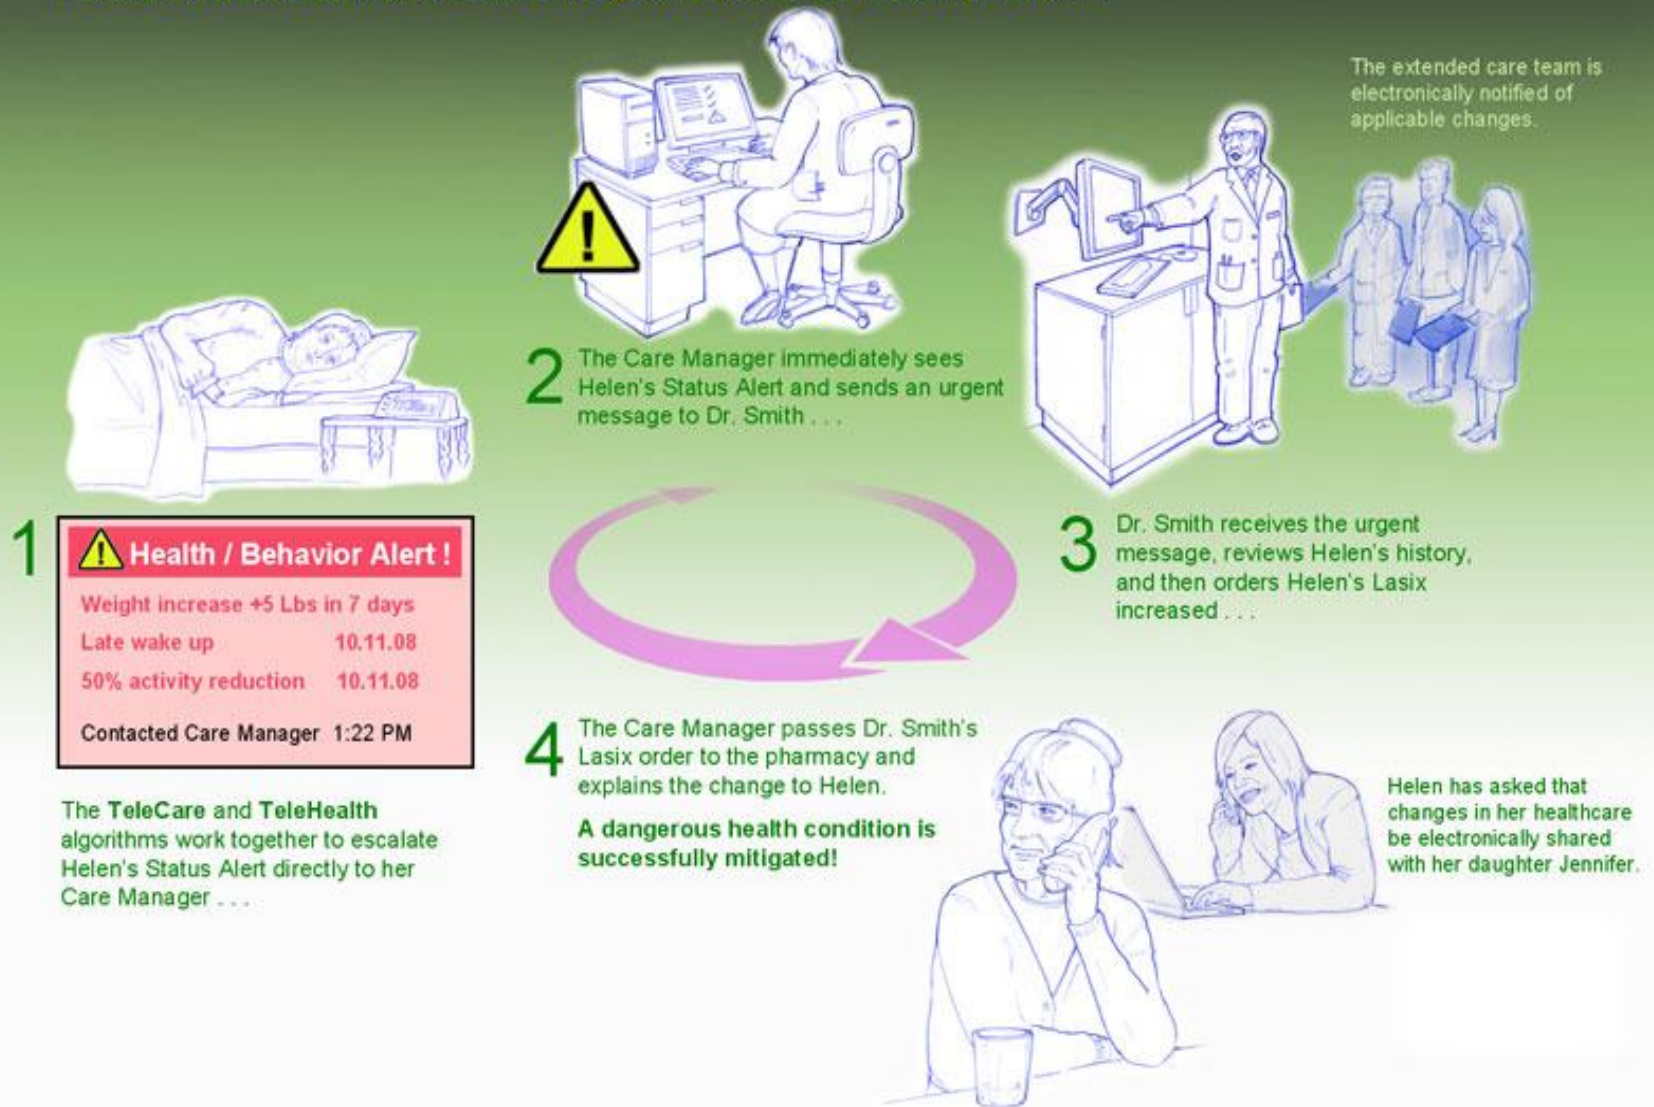 The extended care team is
electronically notified of
applicable changes.
2
The Care Manager immediately sees
Helen's Status Alert and sends an urgent
message to Dr. Smith . . .
1
Health / Behavior Alert !
Weight increase +5 Lbs in 7 days
Late wake up 10.11.08
50% activity reduction 10.11.08
Contacted Care Manager 1:22 PM
The TeleCare and TeleHealth
algorithms work together to escalate
Helen's Status Alert directly to her
Care Manager . . .
3
Dr. Smith receives the urgent
message, reviews Helen's history,
and then orders Helen's Lasix
increased . . .
4
The Care Manager passes Dr. Smith's
Lasix order to the pharmacy and
explains the change to Helen.
A dangerous health condition is
successfully mitigated!
Helen has asked that
changes in her healthcare
be electronically shared
with her daughter Jennifer.